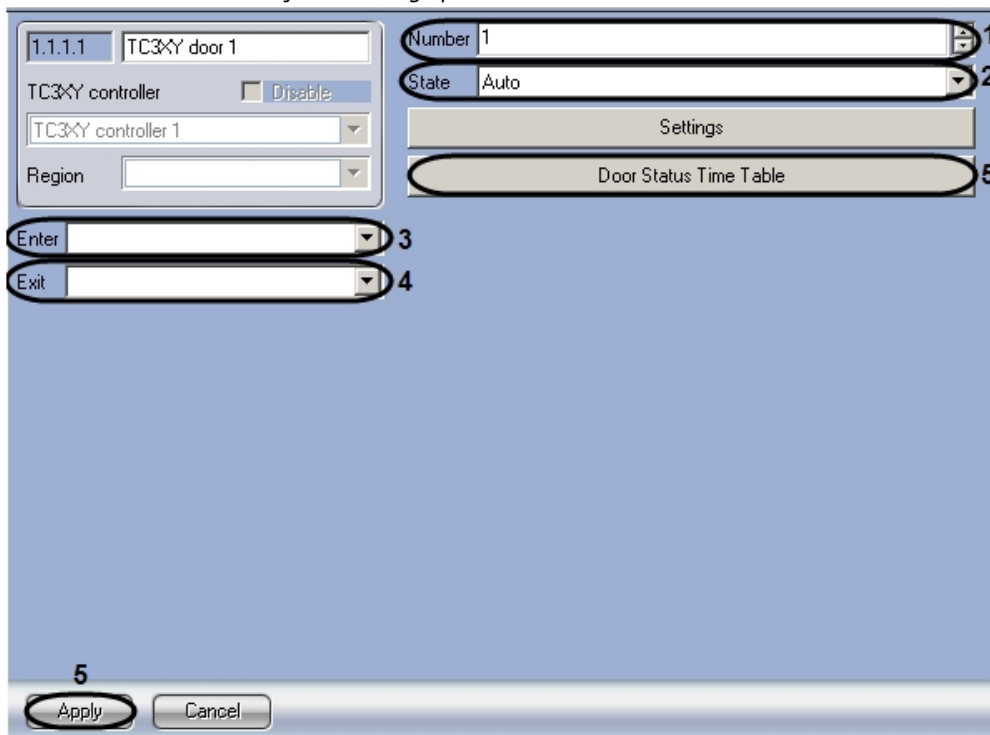 1.1.1.1 TC3XY door 1
TC3XY controller Disable
TC3XY controller 1
Region
Enter 3
Exit 4
Number 1 1
State Auto 2
Settings
Door Status Time Table 5
5
Apply Cancel